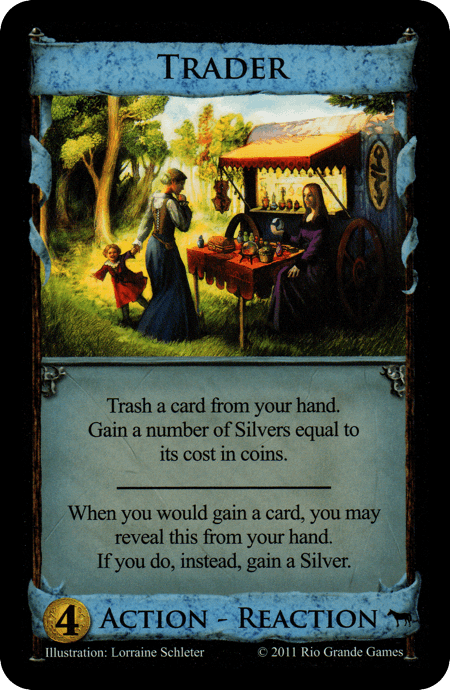 Trader
Trash a card from your hand.
Gain a number of Silvers equal to
its cost in coins.
When you would gain a card, you may
reveal this from your hand.
If you do, instead, gain a Silver.
4 Action - Reaction
Illustration: Lorraine Schleter © 2011 Rio Grande Games